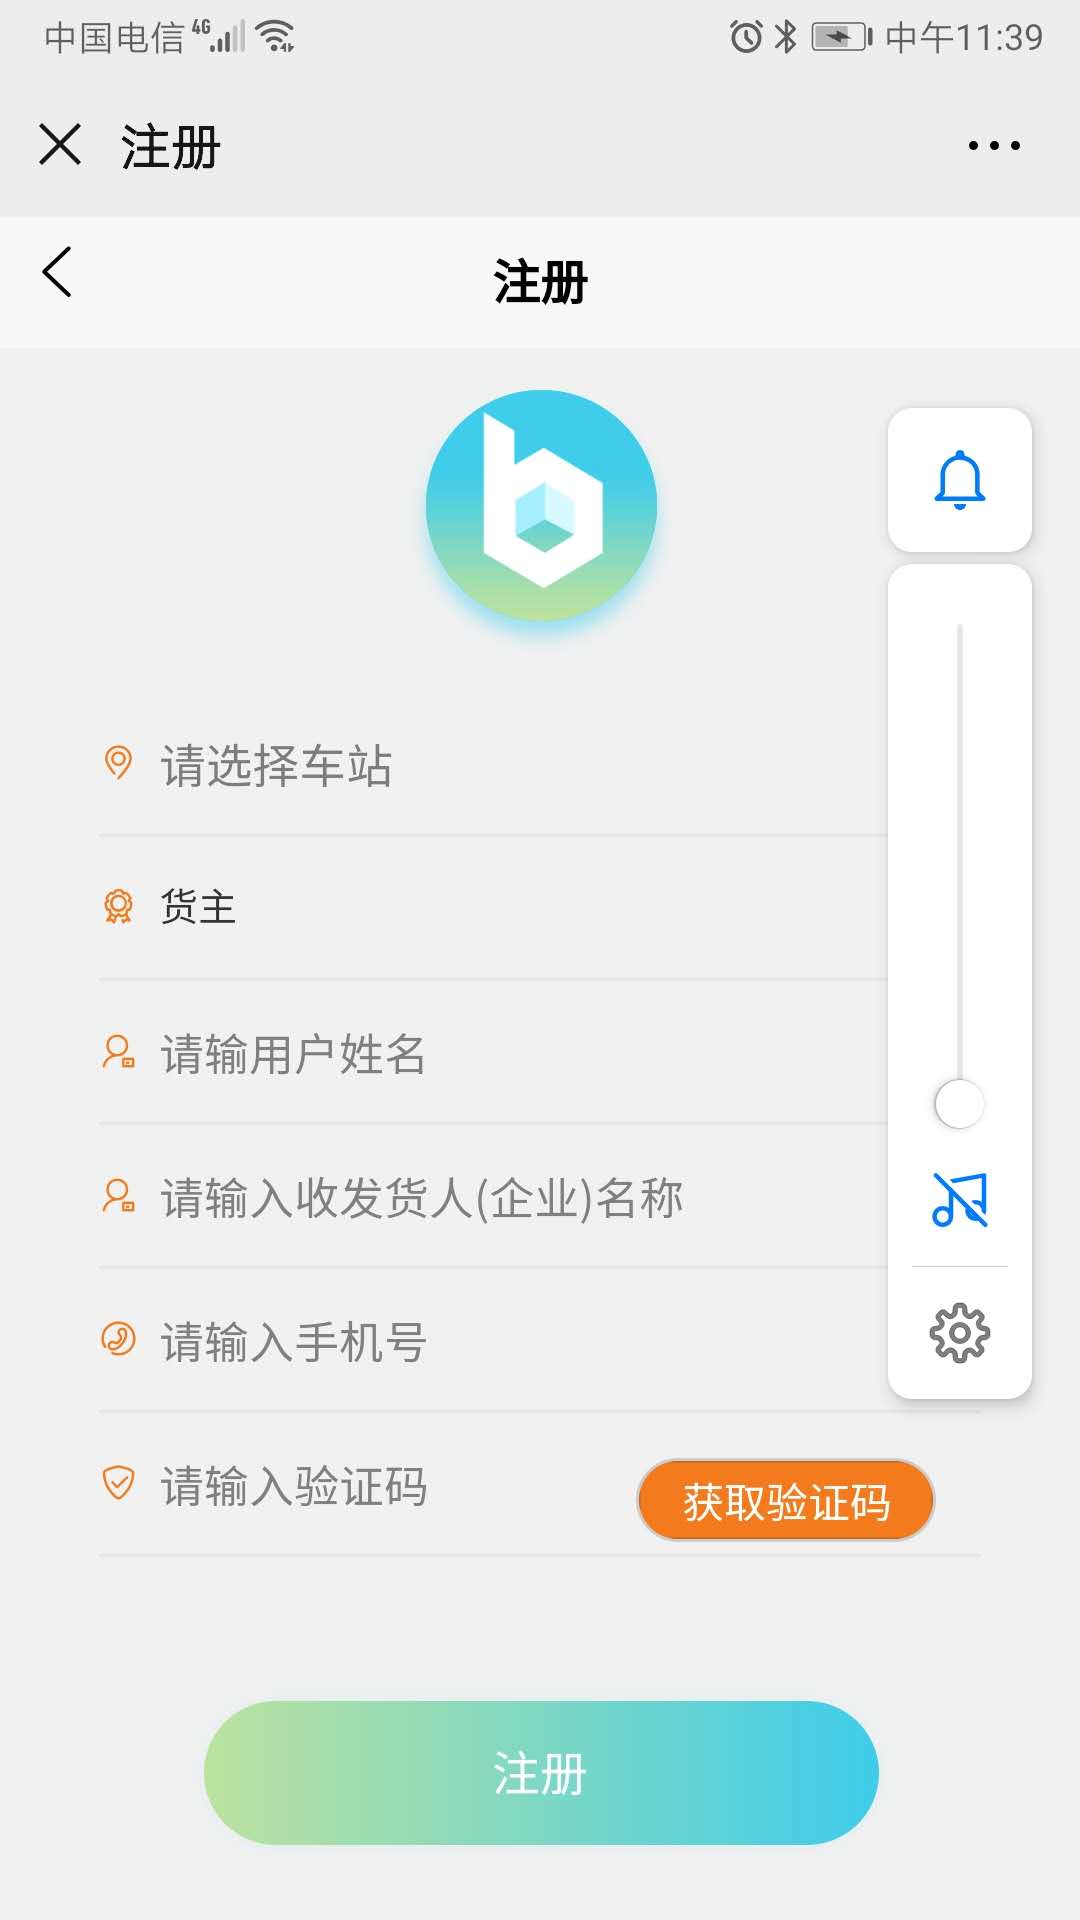 中国电信 4G 中午11:39
注册
注册
请选择车站
货主
请输用户姓名
请输入收发货人(企业)名称
请输入手机号
请输入验证码 获取验证码
注册